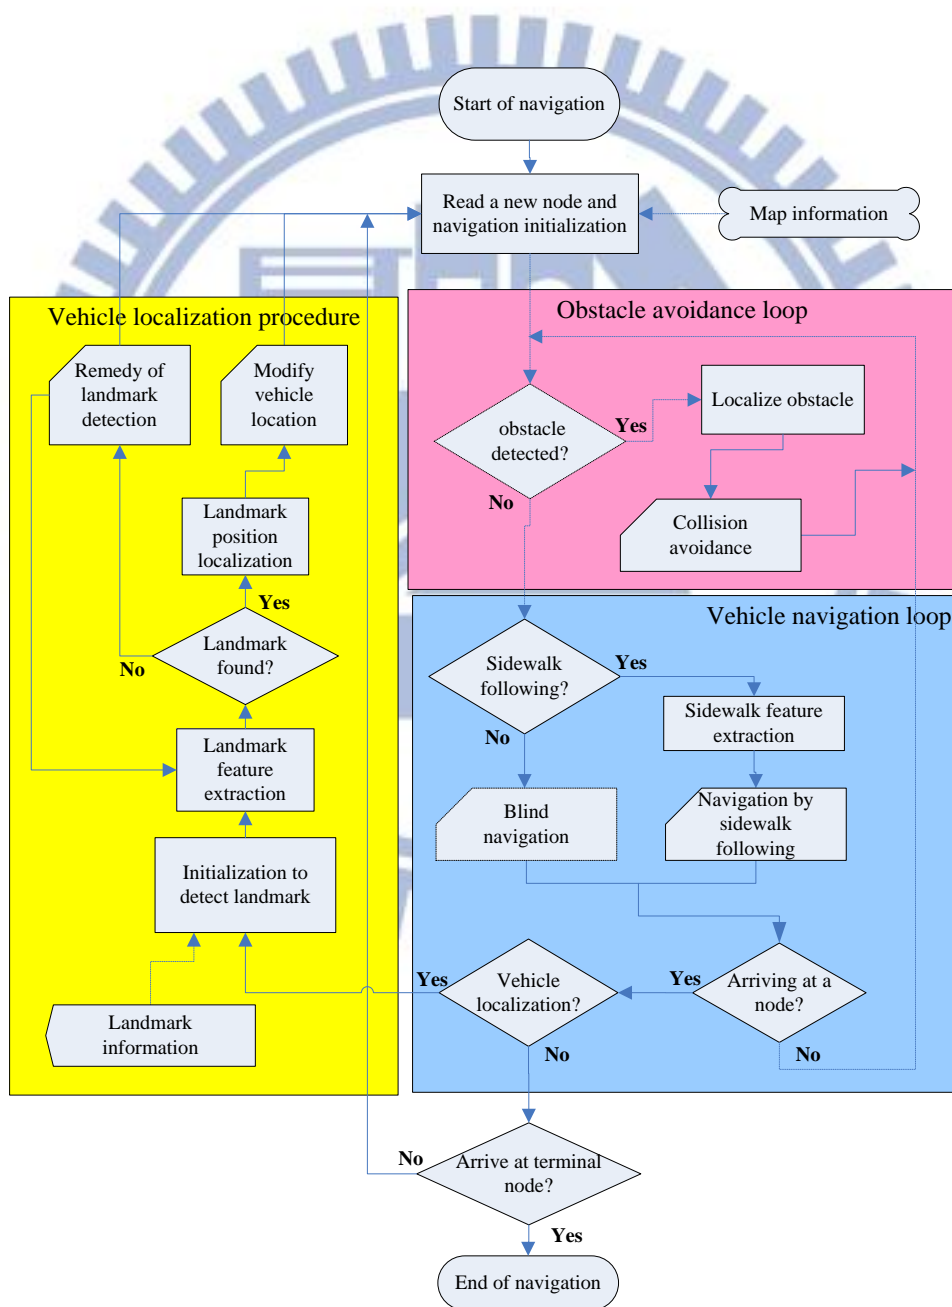 Start of navigation
Read a new node and
navigation initialization
Map information
Vehicle localization procedure
Remedy of
landmark
detection
Modify
vehicle
location
Landmark
position
localization
Yes
Landmark
found?
No
Landmark
feature
extraction
Initialization to
detect landmark
Landmark
information
Obstacle avoidance loop
obstacle
detected?
Yes
Localize obstacle
No
Collision
avoidance
Vehicle navigation loop
Sidewalk
following?
Yes
Sidewalk feature
extraction
No
Blind
navigation
Navigation by
sidewalk
following
Arriving at a
node?
Yes
No
Vehicle
localization?
Yes
No
Arrive at terminal
node?
No
Yes
End of navigation